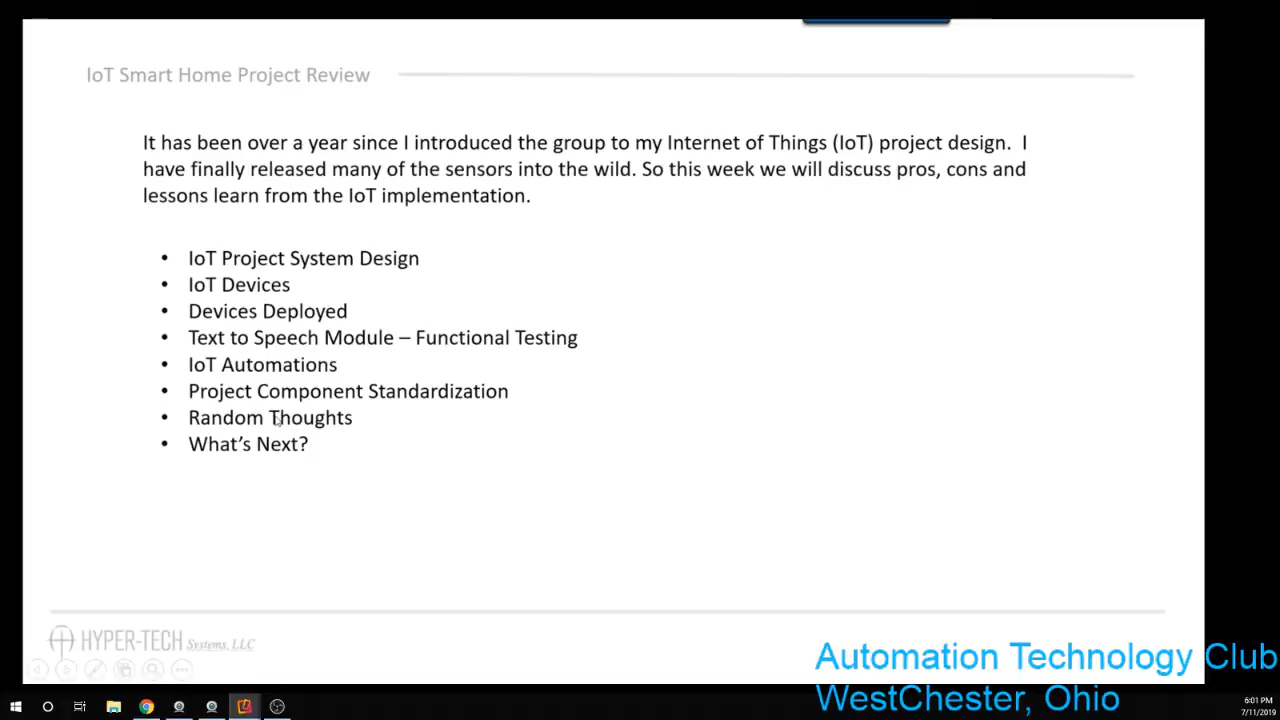 IoT Smart Home Project Review
It has been over a year since I introduced the group to my Internet of Things (IoT) project design. I
have finally released many of the sensors into the wild. So this week we will discuss pros, cons and
lessons learn from the IoT implementation.
• IoT Project System Design
• IoT Devices
• Devices Deployed
• Text to Speech Module – Functional Testing
• IoT Automations
• Project Component Standardization
• Random Thoughts
• What's Next?
HYPER-TECH Systems, LLC
Automation Technology Club
WestChester, Ohio
6:01 PM
7/11/2019